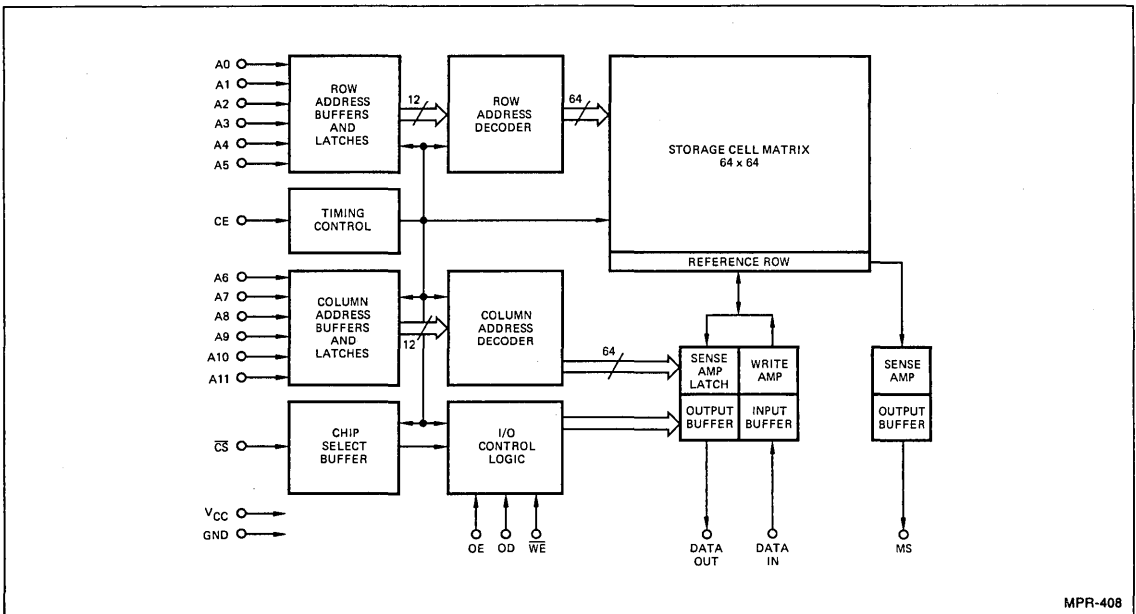 A0
A1
A2
A3
A4
A5
ROW
ADDRESS
BUFFERS
AND
LATCHES
12
ROW
ADDRESS
DECODER
64
STORAGE CELL MATRIX
64 x 64
REFERENCE ROW
CE
TIMING
CONTROL
A6
A7
A8
A9
A10
A11
COLUMN
ADDRESS
BUFFERS
AND
LATCHES
12
COLUMN
ADDRESS
DECODER
64
SENSE
AMP
LATCH
WRITE
AMP
OUTPUT
BUFFER
INPUT
BUFFER
SENSE
AMP
OUTPUT
BUFFER
C̅S̅
CHIP
SELECT
BUFFER
I/O
CONTROL
LOGIC
VCC
GND
OE
OD
W̅E̅
DATA
OUT
DATA
IN
MS
MPR-408